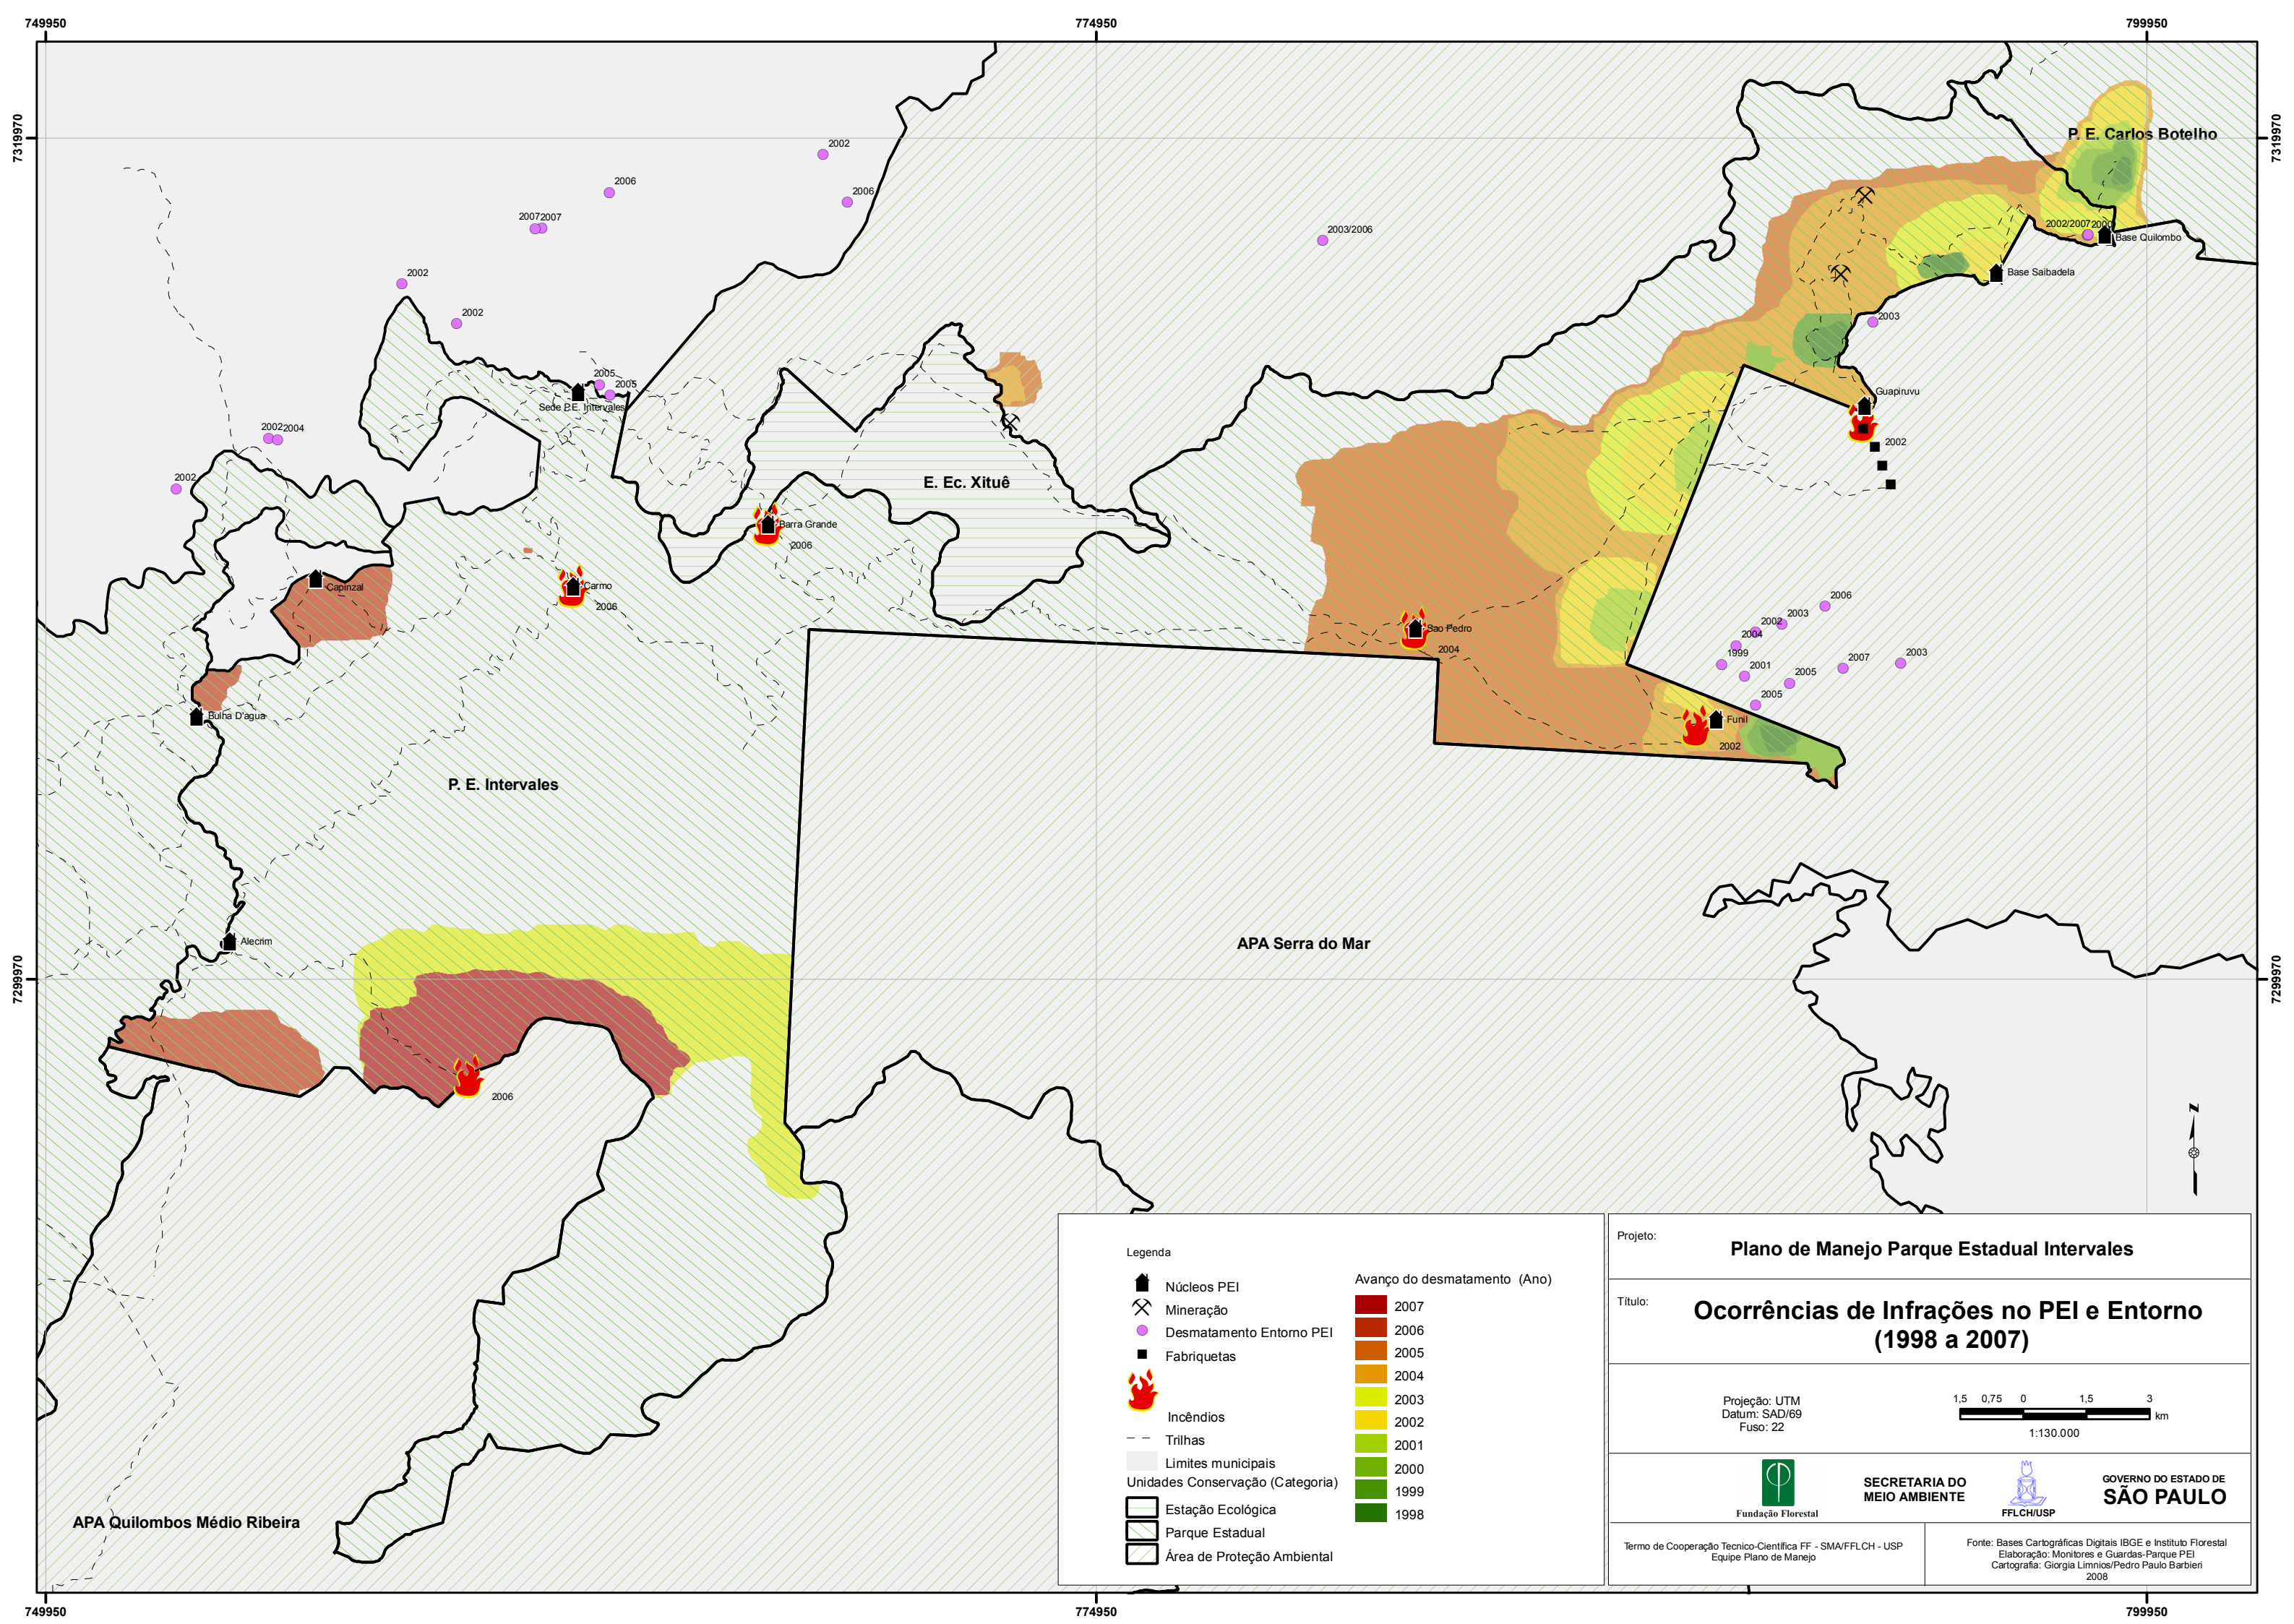 749950
774950
799950
7319970
7319970
P. E. Carlos Botelho
2002
2006
2006
20072007
2003/2006
2002/2007
Base Quilombo
Base Saibadela
2002
2002
2003
2005
2005
Sede P.E. Intervales
Guapiruvu
2002
20022004
2002
E. Ec. Xituê
Barra Grande
2006
Capinzal
Carmo
2006
2006
2003
2002
2004
1999
2001
2005
2007
2003
2005
Sao Pedro
2004
Bulha D'agua
Funil
2002
P. E. Intervales
Alecrim
APA Serra do Mar
7299970
7299970
2006
N
APA Quilombos Médio Ribeira
Legenda
Núcleos PEI
Mineração
Desmatamento Entorno PEI
Fabriquetas
Incêndios
Trilhas
Limites municipais
Unidades Conservação (Categoria)
Estação Ecológica
Parque Estadual
Área de Proteção Ambiental
Avanço do desmatamento (Ano)
2007
2006
2005
2004
2003
2002
2001
2000
1999
1998
Projeto:
Plano de Manejo Parque Estadual Intervales
Título:
Ocorrências de Infrações no PEI e Entorno
(1998 a 2007)
Projeção: UTM
Datum: SAD/69
Fuso: 22
1,5 0,75 0 1,5 3
km
1:130.000
Fundação Florestal
SECRETARIA DO
MEIO AMBIENTE
FFLCH/USP
GOVERNO DO ESTADO DE
SÃO PAULO
Termo de Cooperação Tecnico-Científica FF - SMA/FFLCH - USP
Equipe Plano de Manejo
Fonte: Bases Cartográficas Digitais IBGE e Instituto Florestal
Elaboração: Monitores e Guardas-Parque PEI
Cartografia: Giorgia Limnios/Pedro Paulo Barbieri
2008
749950
774950
799950